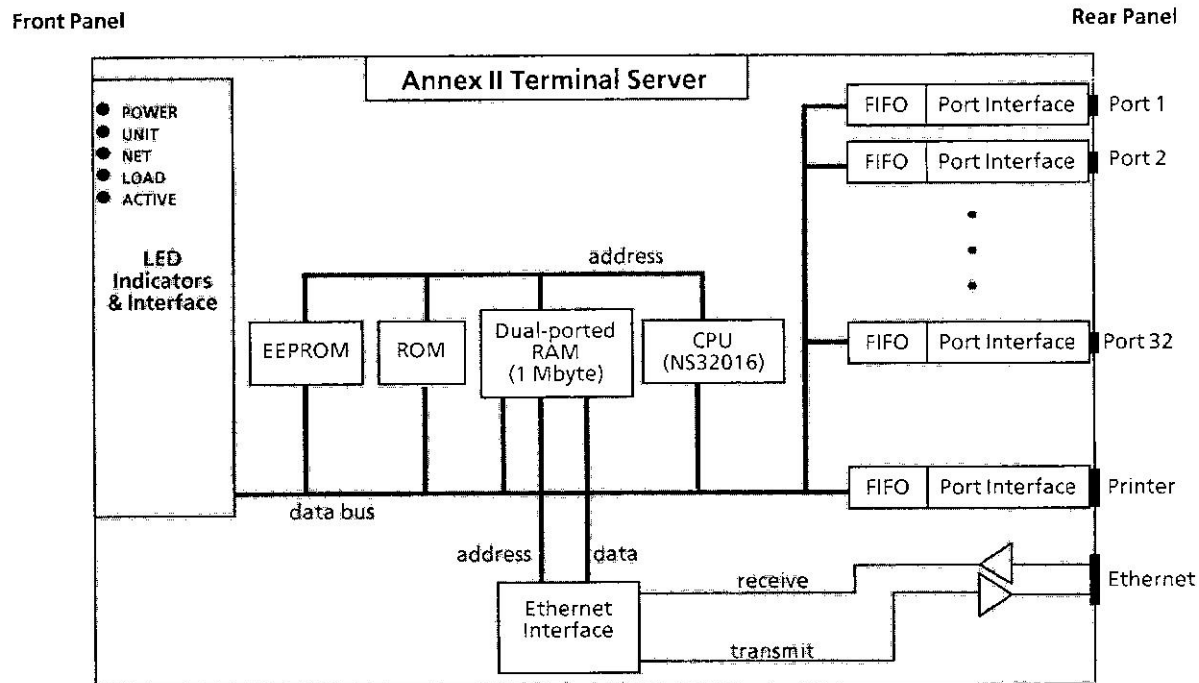 Front Panel
Rear Panel
Annex II Terminal Server
POWER
UNIT
NET
LOAD
ACTIVE
LED
Indicators
& Interface
FIFO
Port Interface
Port 1
FIFO
Port Interface
Port 2
address
EEPROM
ROM
Dual-ported
RAM
(1 Mbyte)
CPU
(NS32016)
FIFO
Port Interface
Port 32
data bus
FIFO
Port Interface
Printer
address
data
Ethernet
Interface
receive
transmit
Ethernet